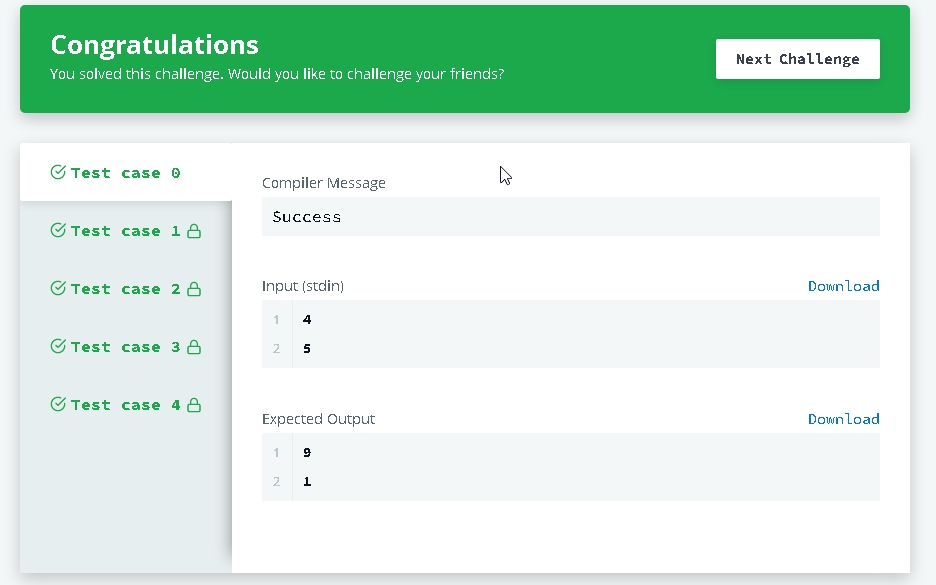 Congratulations
You solved this challenge. Would you like to challenge your friends?
Next Challenge
Test case 0
Test case 1
Test case 2
Test case 3
Test case 4
Compiler Message
Success
Input (stdin)
Download
1 4
2 5
Expected Output
Download
1 9
2 1